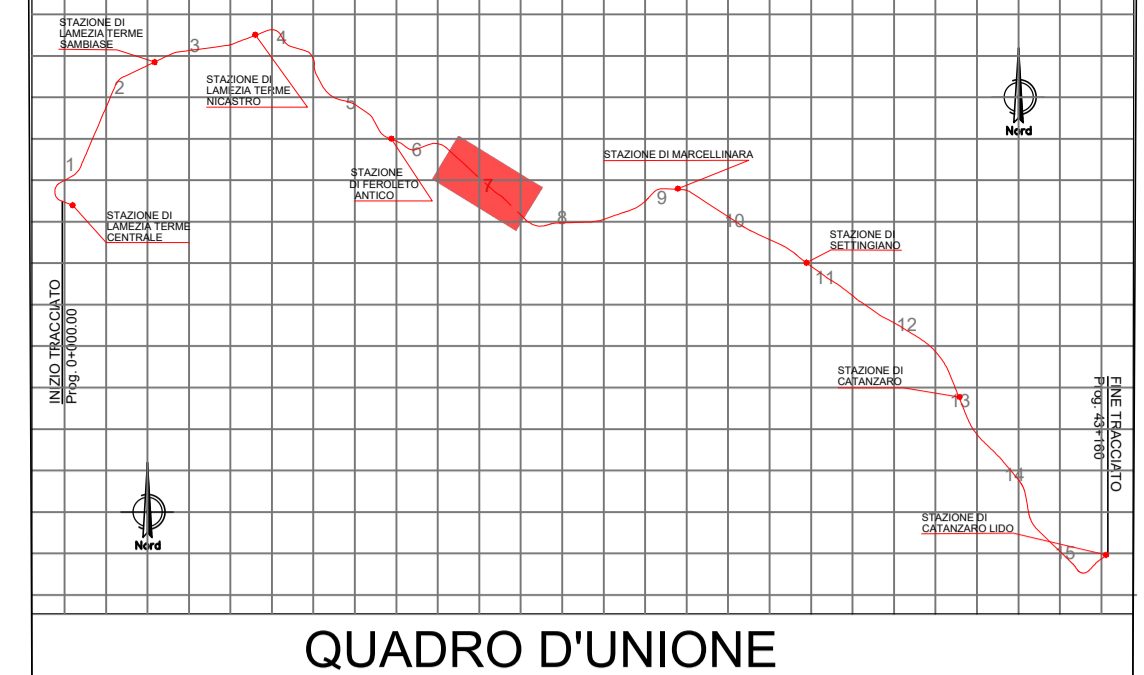 STAZIONE DI
LAMEZIA TERME
SAMBIASE
3
4
2
STAZIONE DI
LAMEZIA TERME
NICASTRO
5
Nord
1
6
STAZIONE DI MARCELLINARA
STAZIONE
DI FEROLETO
ANTICO
7
9
8
10
STAZIONE DI
LAMEZIA TERME
CENTRALE
STAZIONE DI
SETTINGIANO
11
INIZIO TRACCIATO
Prog. 0+000.00
12
STAZIONE DI
CATANZARO
13
FINE TRACCIATO
Prog. 43+160
14
Nord
STAZIONE DI
CATANZARO LIDO
15
QUADRO D'UNIONE